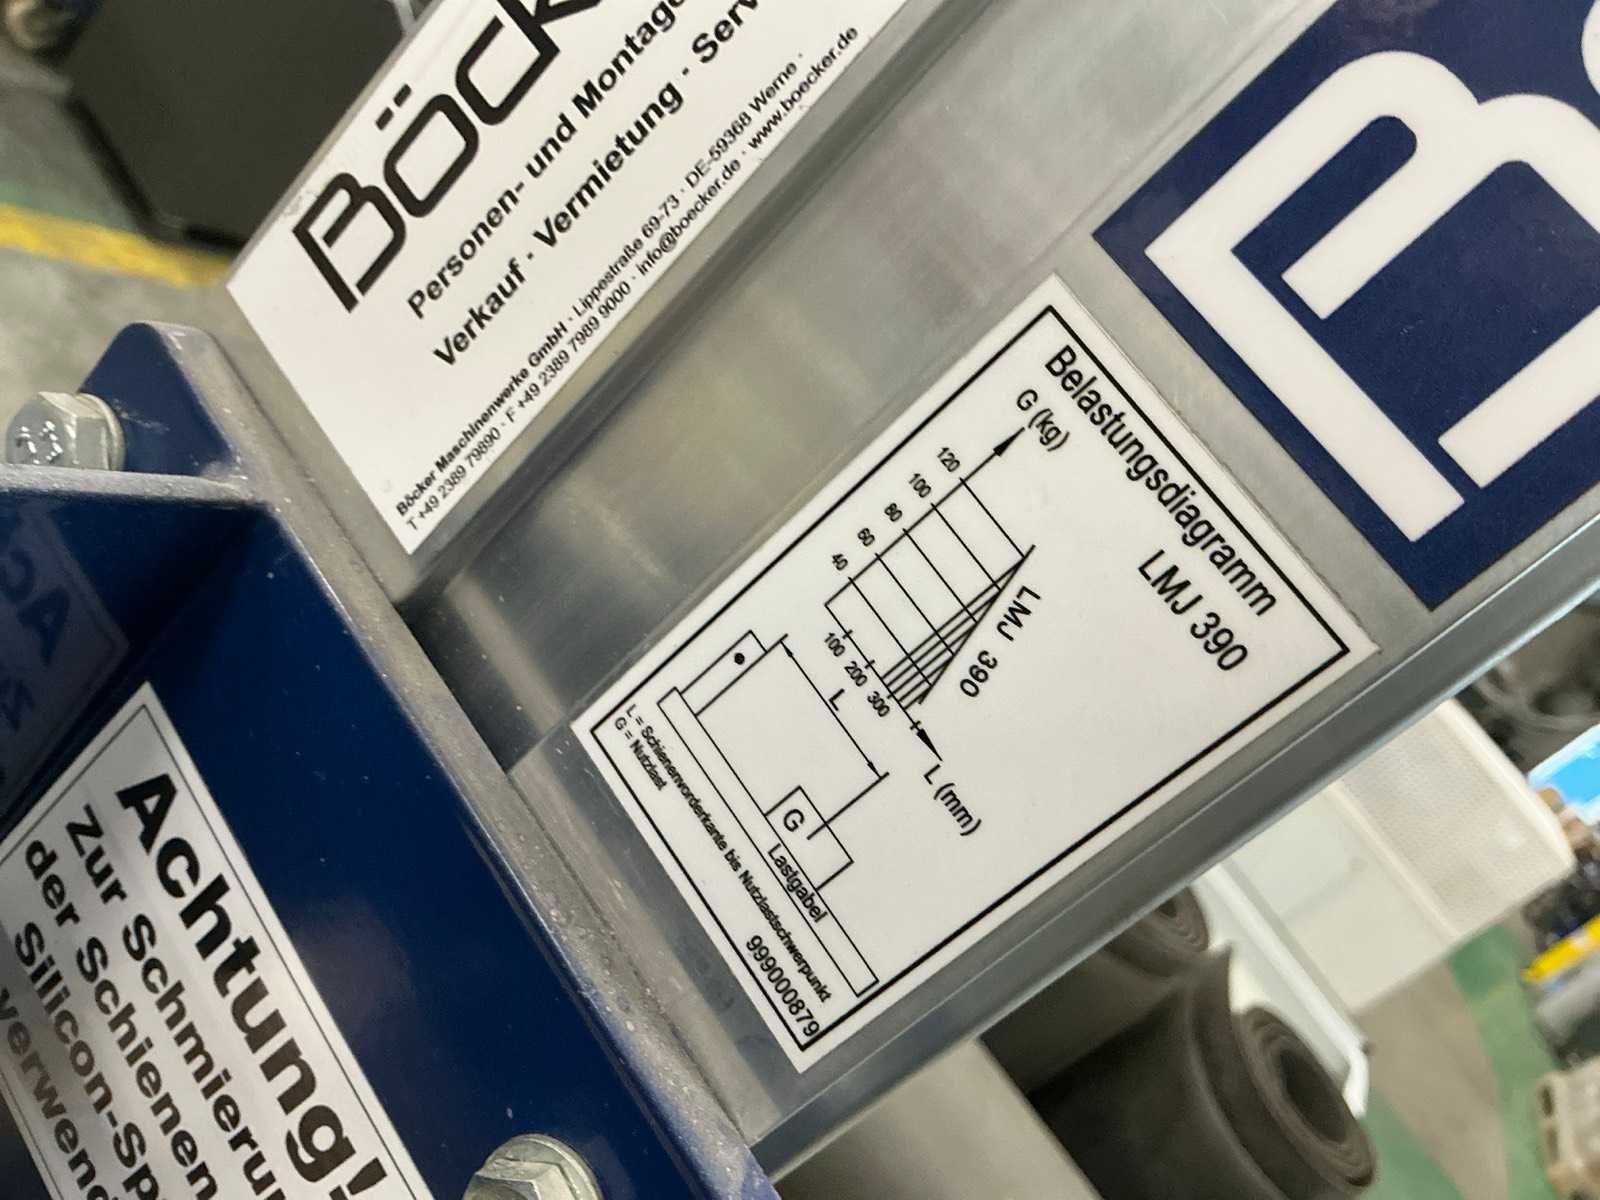 Böck
Personen- und Montage
Verkauf · Vermietung · Serv
Böcker Maschinenwerke GmbH · Lippestraße 69-73 · DE-59368 Werne ·
T +49 2389 79890 · F +49 2389 7989 9000 · info@boecker.de · www.boecker.de
B
Belastungsdiagramm
LMJ 390
G (kg)
120
100
80
60
40
100
200
300
L (mm)
LMJ 390
L
G
Lastgabel
L = Schienenvorderkante bis Nutzlastschwerpunkt
G = Nutzlast
999000879
Achtung!
Zur Schmierun
der Schienen
Silicon-Sp
verwend